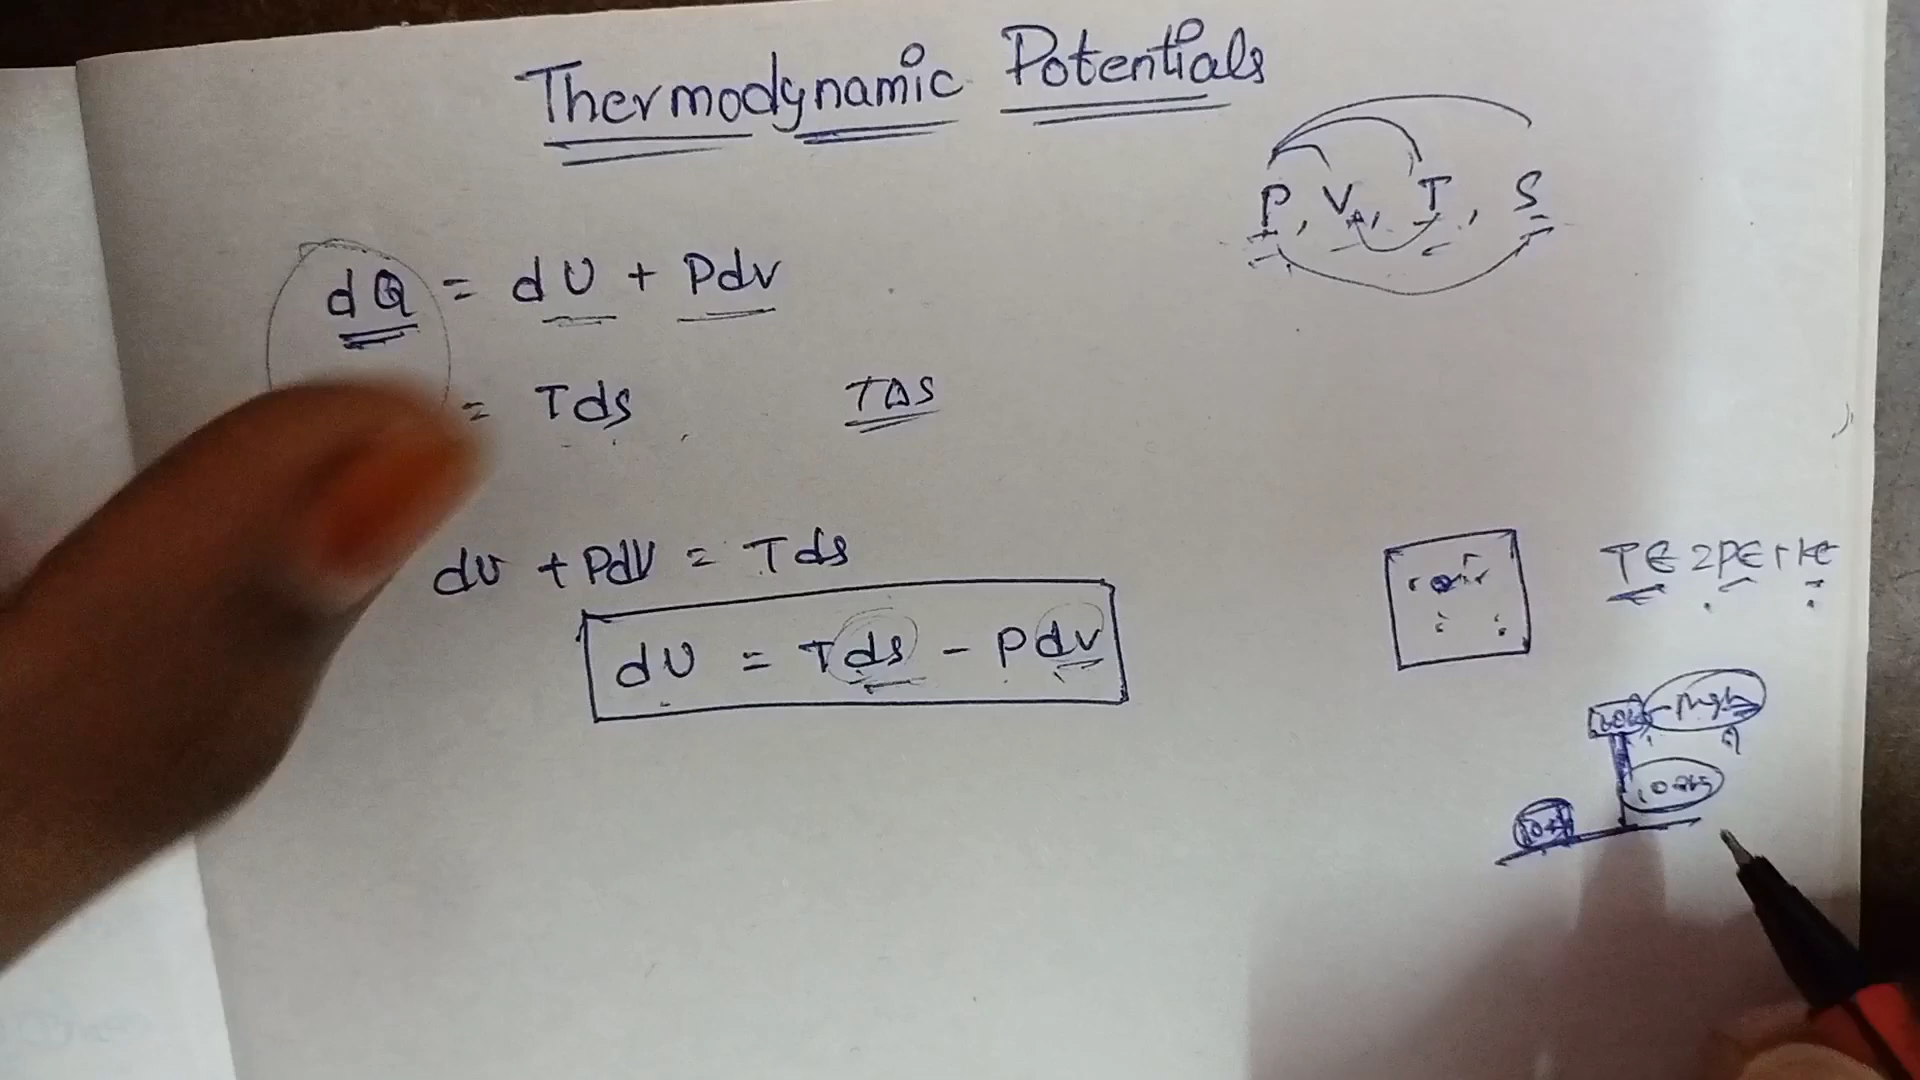 Thermodynamic Potentials
P, V, T, S
dQ = dU + Pdv
= Tds
TΔS
du + Pdv = Tds
TE = PE + KE
dU = Tds - Pdv